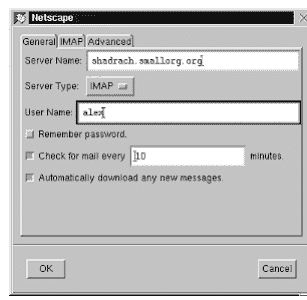 Netscape
General IMAP Advanced
Server Name: shadrach.smallorg.org
Server Type: IMAP
User Name: alex
Remember password.
Check for mail every 10 minutes.
Automatically download any new messages.
OK Cancel